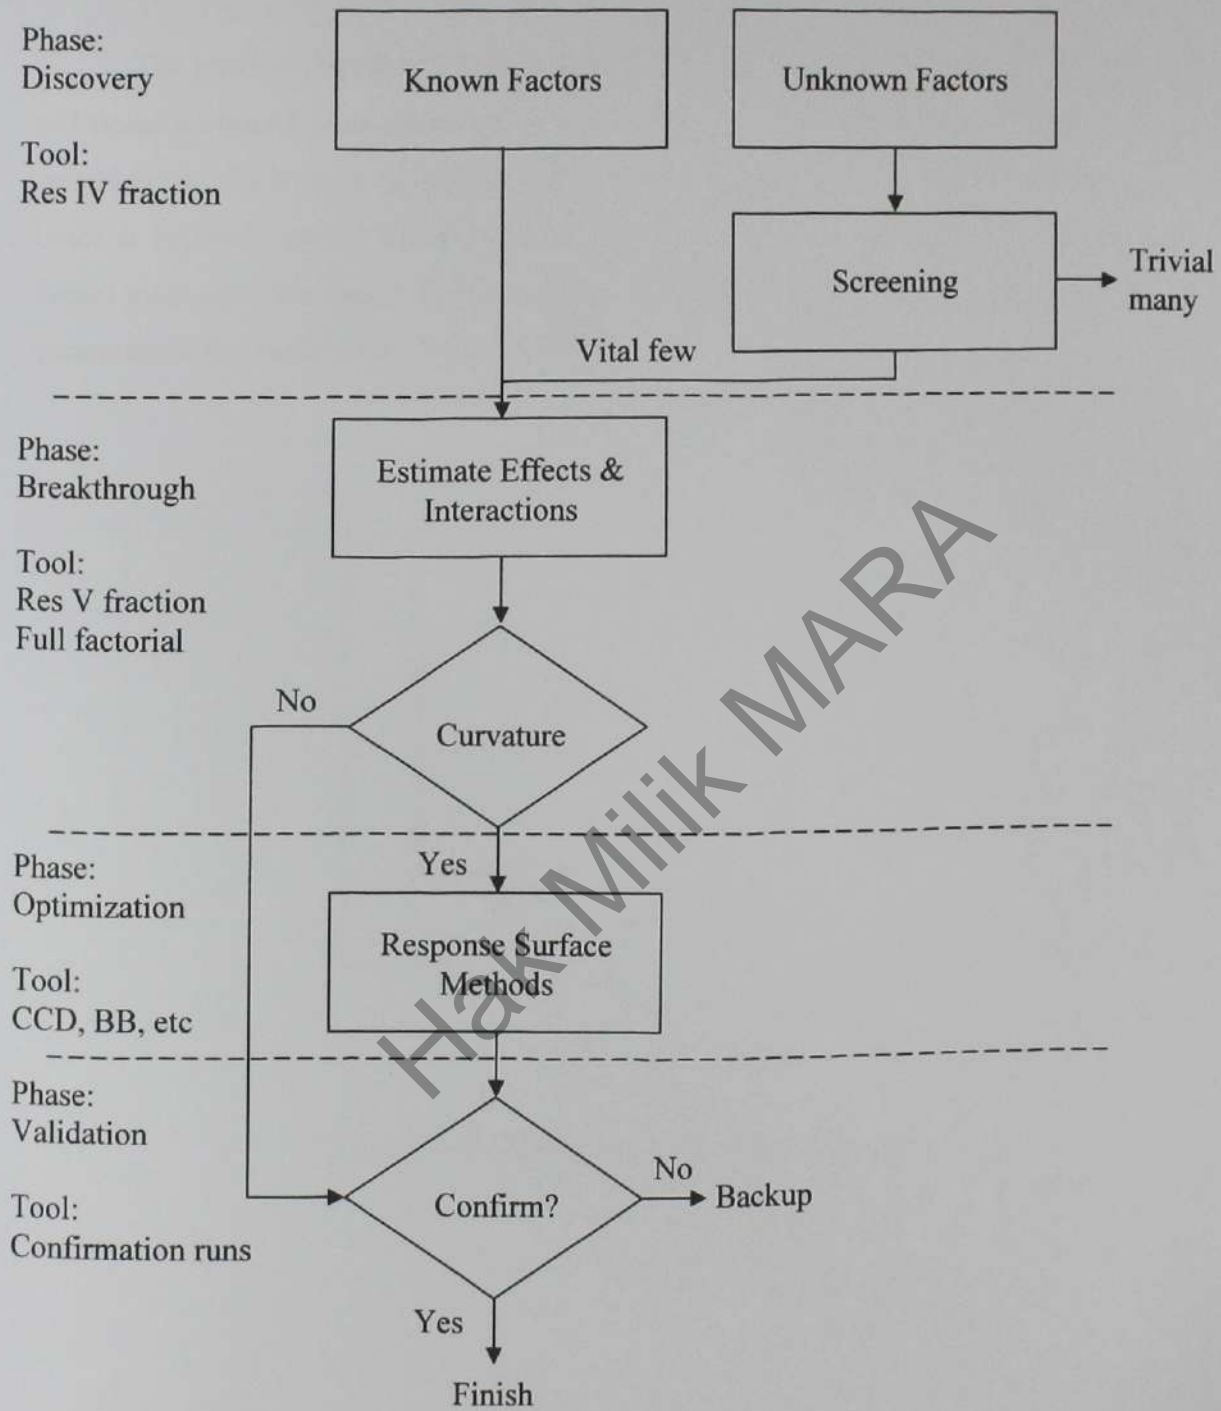 Phase:
Discovery
Tool:
Res IV fraction
Known Factors
Unknown Factors
Screening
Trivial
many
Vital few
Phase:
Breakthrough
Tool:
Res V fraction
Full factorial
Estimate Effects &
Interactions
No
Curvature
Yes
Phase:
Optimization
Tool:
CCD, BB, etc
Response Surface
Methods
Phase:
Validation
Tool:
Confirmation runs
Confirm?
No
Backup
Yes
Finish
Hak Milik MARA